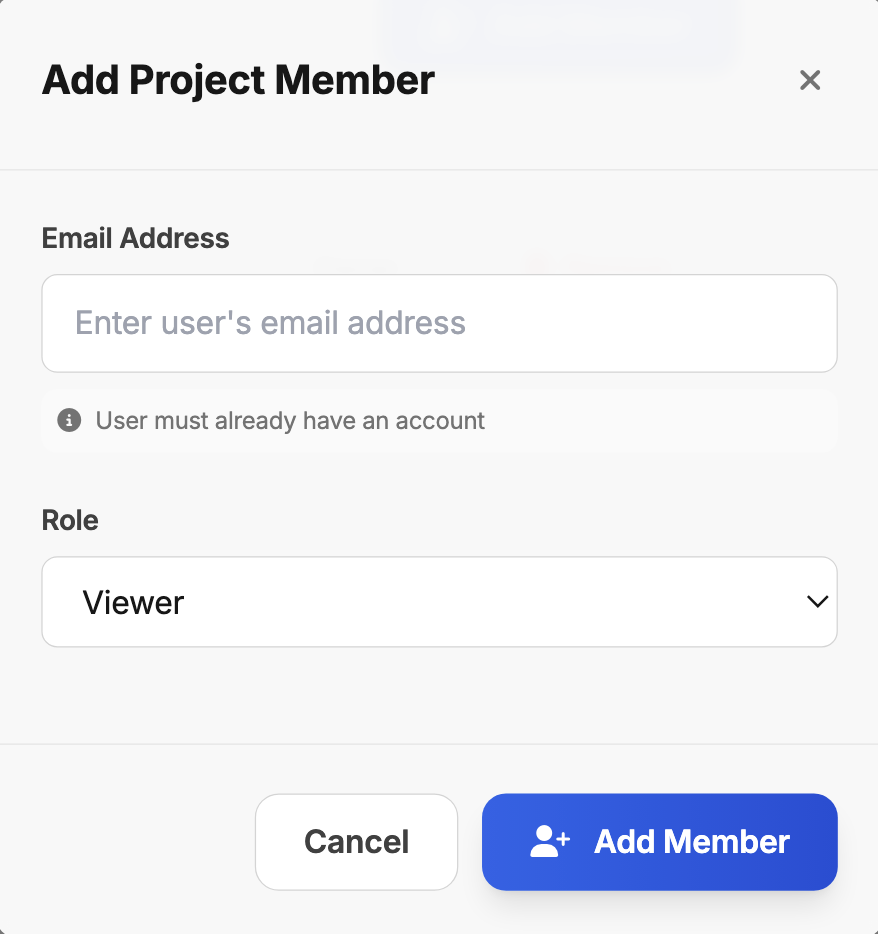 Add Project Member
Email Address
Enter user's email address
User must already have an account
Role
Viewer
Cancel
Add Member